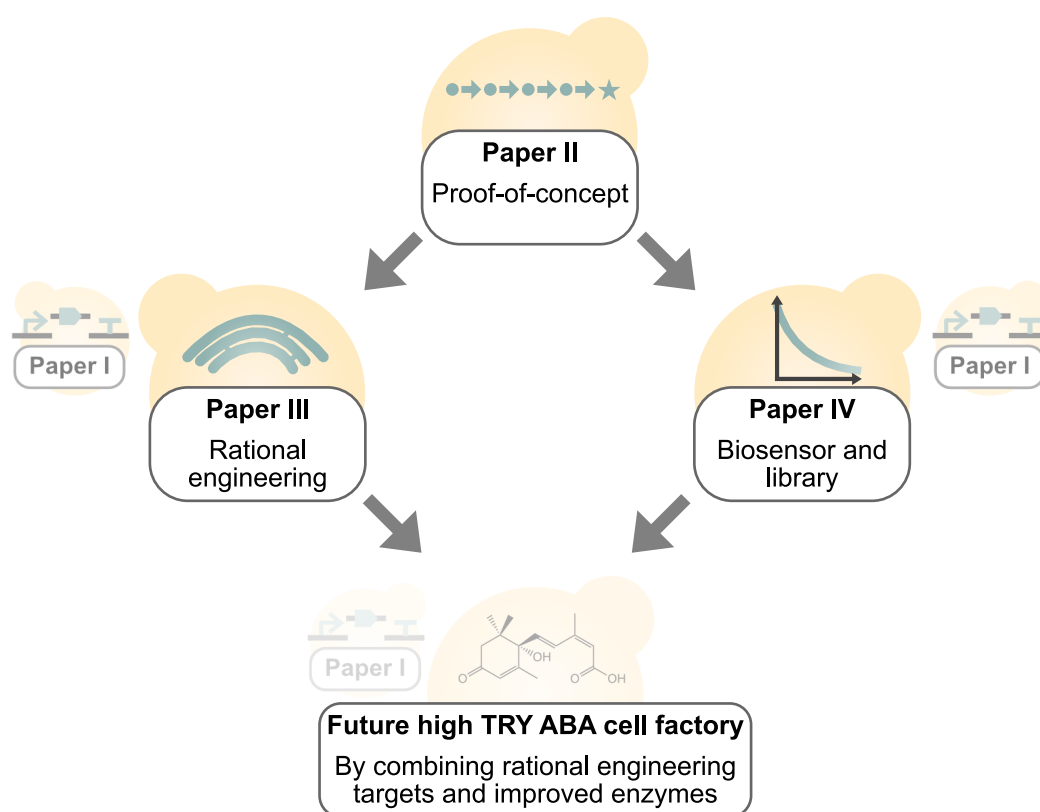 Paper II
Proof-of-concept
Paper I
Paper III
Rational
engineering
Paper IV
Biosensor and
library
Paper I
Paper I
O
OH
O
OH
Future high TRY ABA cell factory
By combining rational engineering
targets and improved enzymes